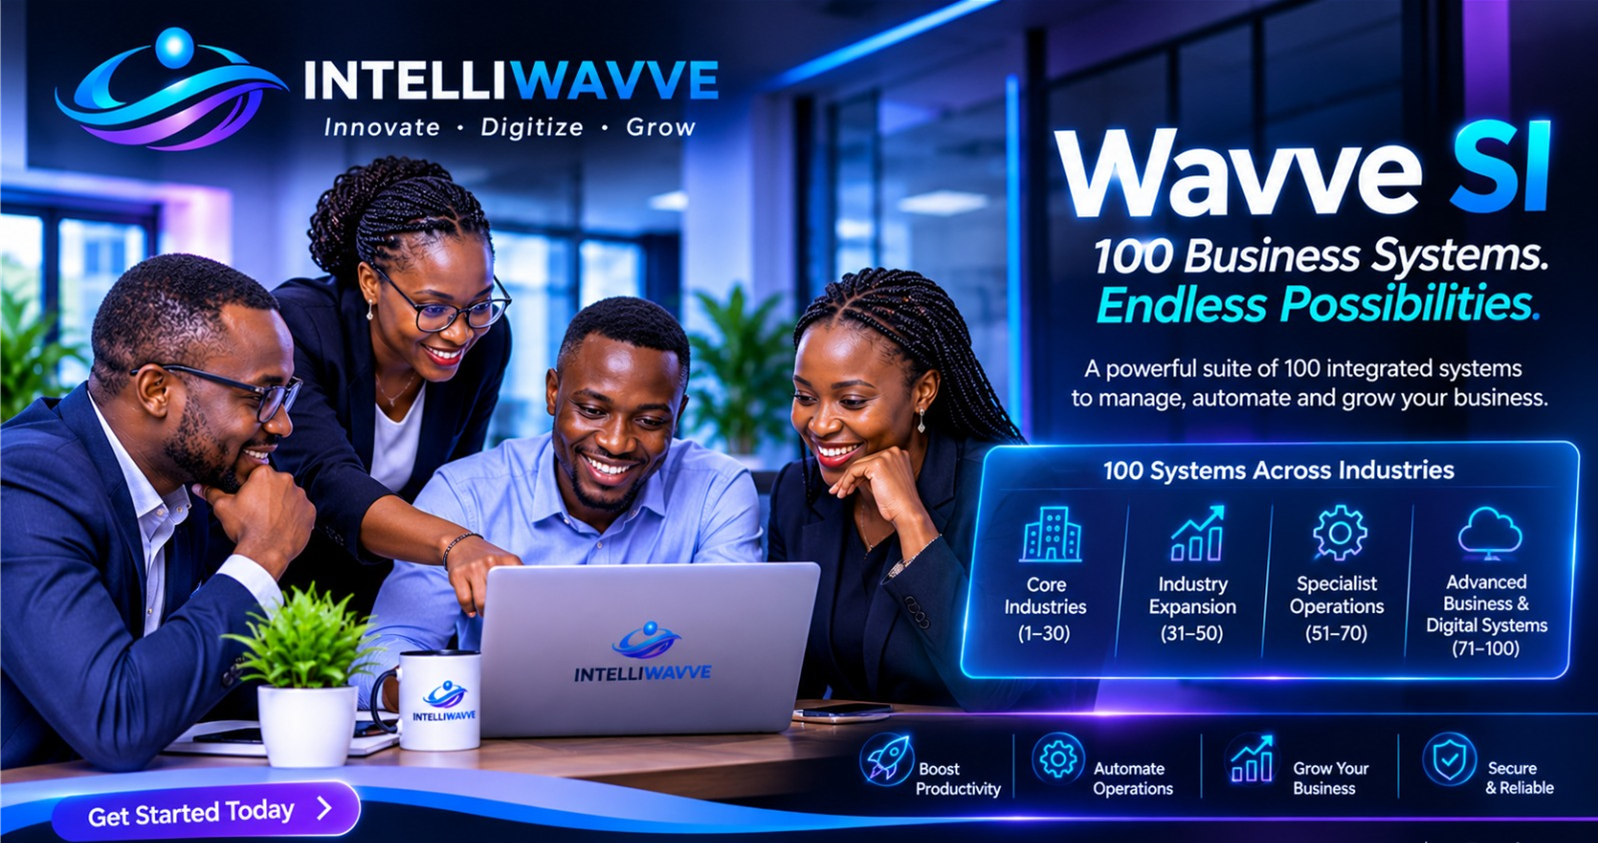 INTELLIWAVVE
Innovate • Digitize • Grow
Wavve SI
100 Business Systems.
Endless Possibilities.
A powerful suite of 100 integrated systems
to manage, automate and grow your business.
100 Systems Across Industries
Core
Industries
(1–30)
Industry
Expansion
(31–50)
Specialist
Operations
(51–70)
Advanced
Business &
Digital Systems
(71–100)
INTELLIWAVVE
INTELLIWAVVE
Boost
Productivity
Automate
Operations
Grow Your
Business
Secure
& Reliable
Get Started Today